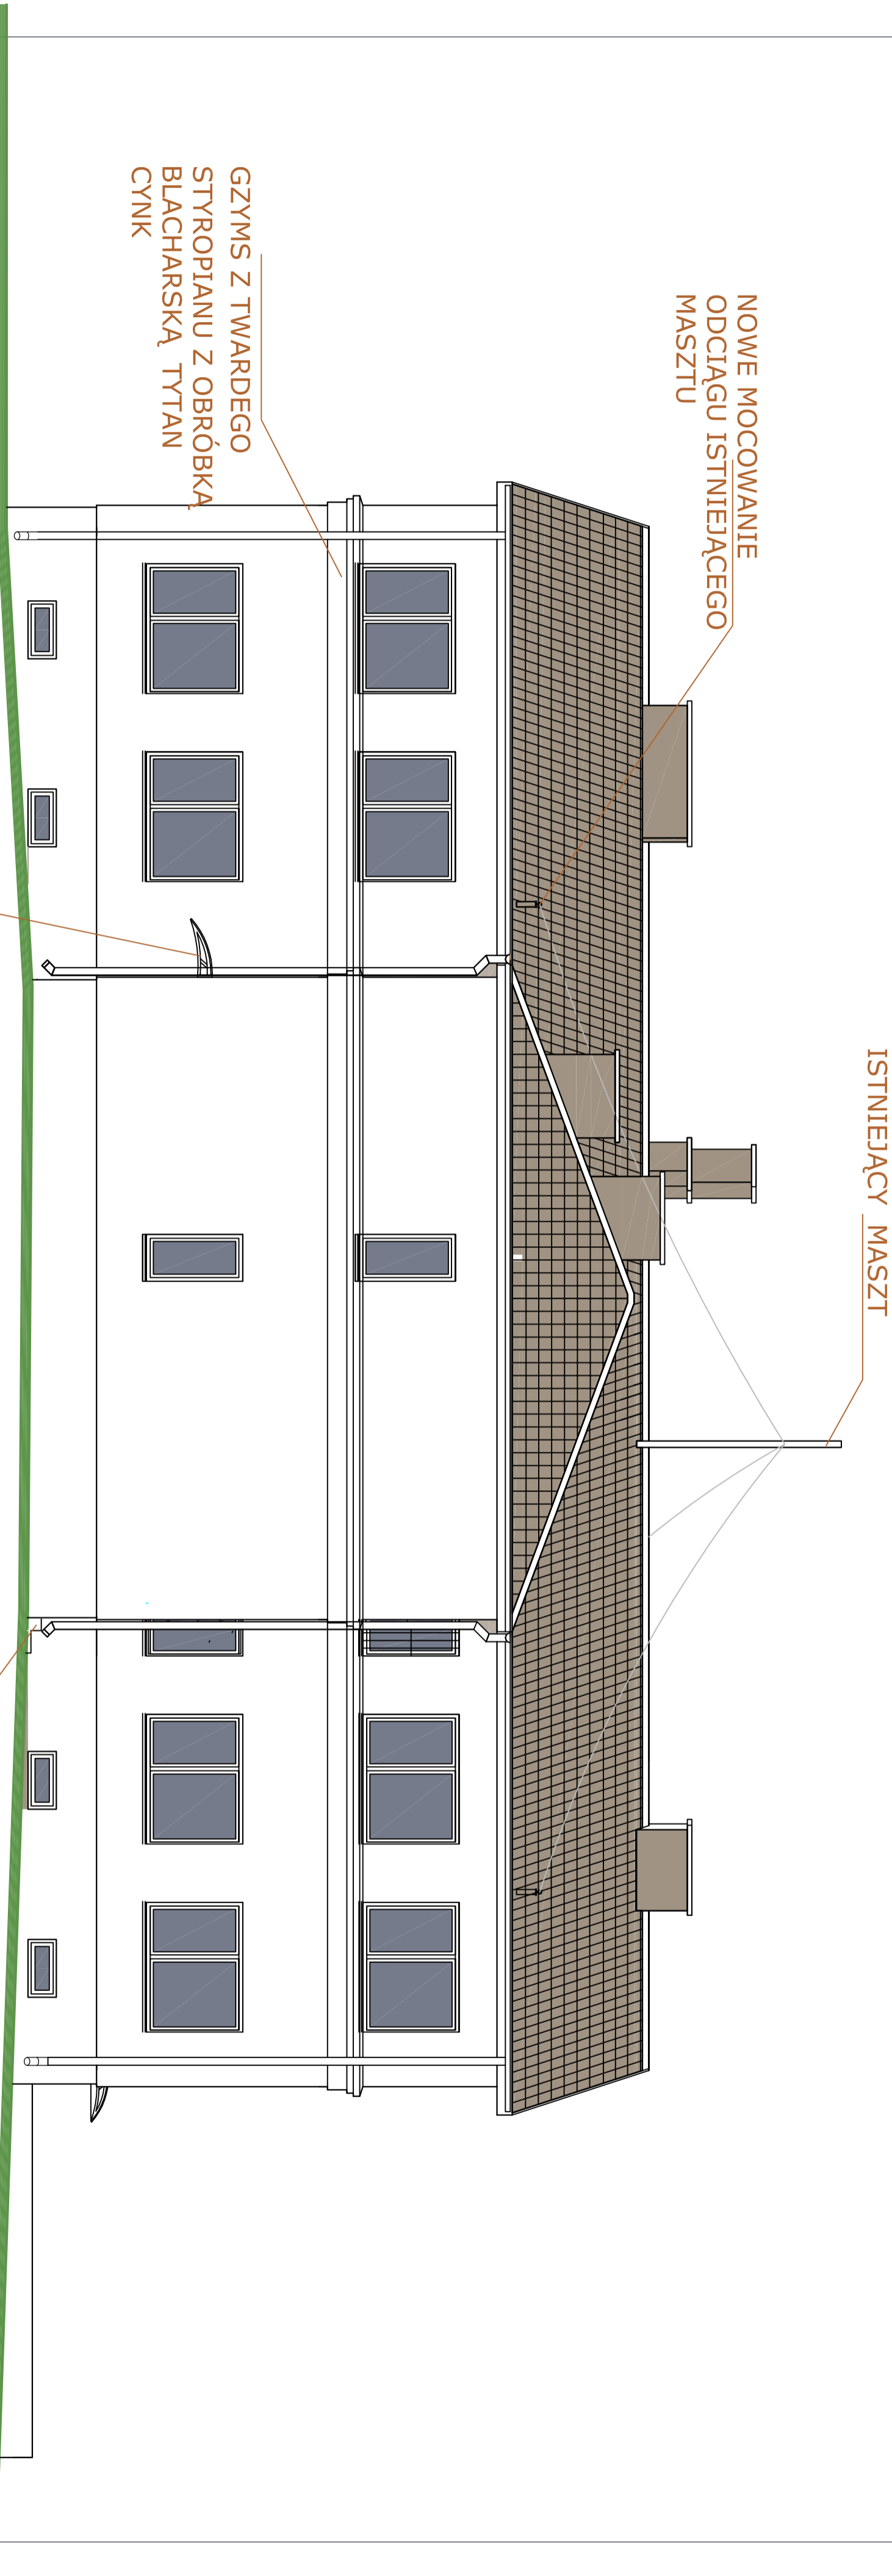 ISTNIEJĄCY MASZT
NOWE MOCOWANIE
ODCIĄGU ISTNIEJĄCEGO
MASZTU
GZYMS Z TWARDEGO
STYROPIANU Z OBRÓBKĄ
BLACHARSKĄ TYTAN
CYNK